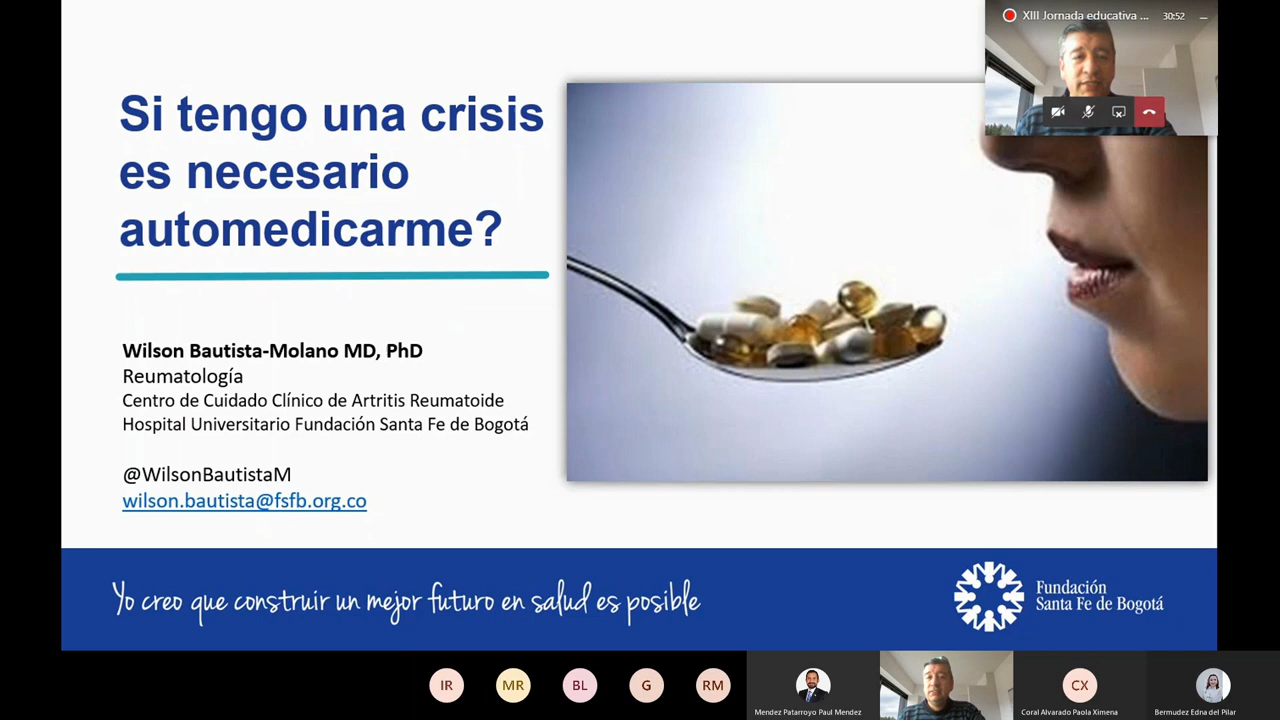 XIII Jornada educativa ...
30:52
Si tengo una crisis
es necesario
automedicarme?
Wilson Bautista-Molano MD, PhD
Reumatología
Centro de Cuidado Clínico de Artritis Reumatoide
Hospital Universitario Fundación Santa Fe de Bogotá
@WilsonBautistaM
wilson.bautista@fsfb.org.co
Yo creo que construir un mejor futuro en salud es posible
Fundación
Santa Fe de Bogotá
IR
MR
BL
G
RM
CX
Mendez Patarroyo Paul Mendez
Coral Alvarado Paola Ximena
Bermudez Edna del Pilar